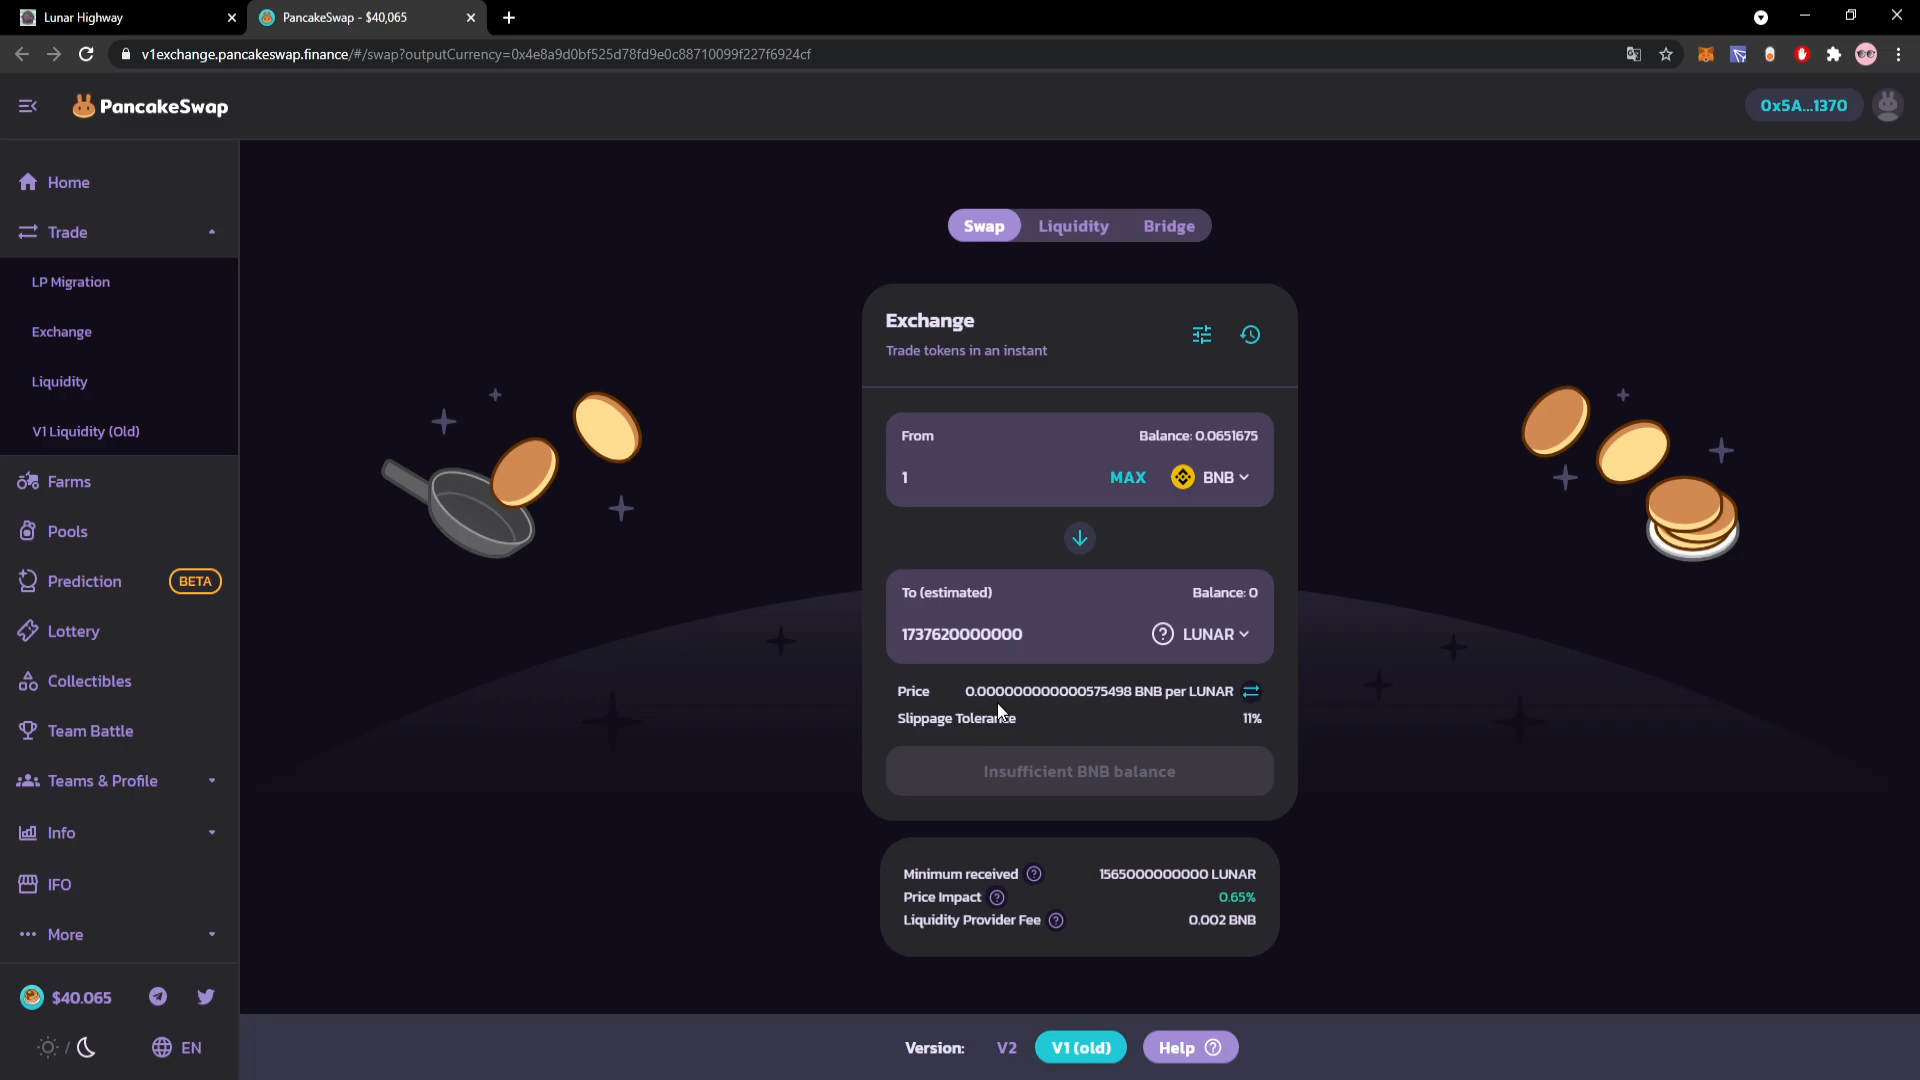 Lunar Highway
PancakeSwap - $40,065
v1exchange.pancakeswap.finance/#/swap?outputCurrency=0x4e8a9d0bf525d78fd9e0c88710099f227f6924cf
PancakeSwap
0x5A...1370
Home
Trade
LP Migration
Exchange
Liquidity
V1 Liquidity (Old)
Farms
Pools
Prediction BETA
Lottery
Collectibles
Team Battle
Teams & Profile
Info
IFO
More
$40.065
EN
Swap Liquidity Bridge
Exchange
Trade tokens in an instant
From Balance: 0.0651675
1 MAX BNB
To (estimated) Balance: 0
1737620000000 LUNAR
Price 0.000000000000575498 BNB per LUNAR
Slippage Tolerance 11%
Insufficient BNB balance
Minimum received 1565000000000 LUNAR
Price Impact 0.65%
Liquidity Provider Fee 0.002 BNB
Version: V2 V1 (old) Help